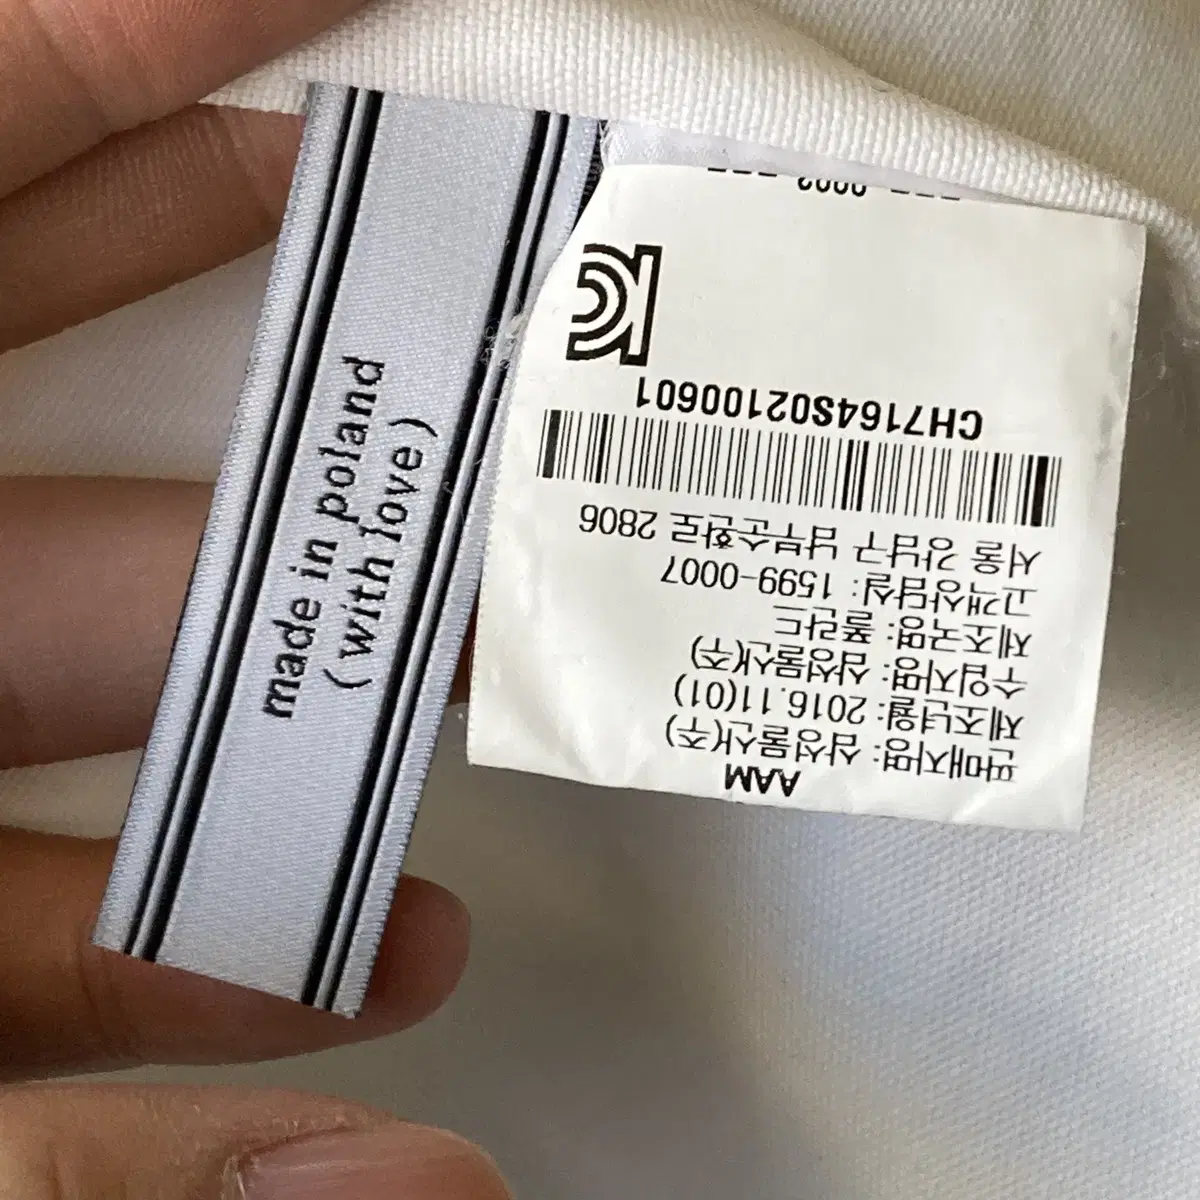 made in poland
(with love)
AAM
판매자명: 삼성물산(주)
제조년월: 2016.11(01)
수입자명: 삼성물산(주)
제조국명: 폴란드
고객상담실: 1599-0007
서울 강남구 남부순환로 2806
CH7164S02100601
KC